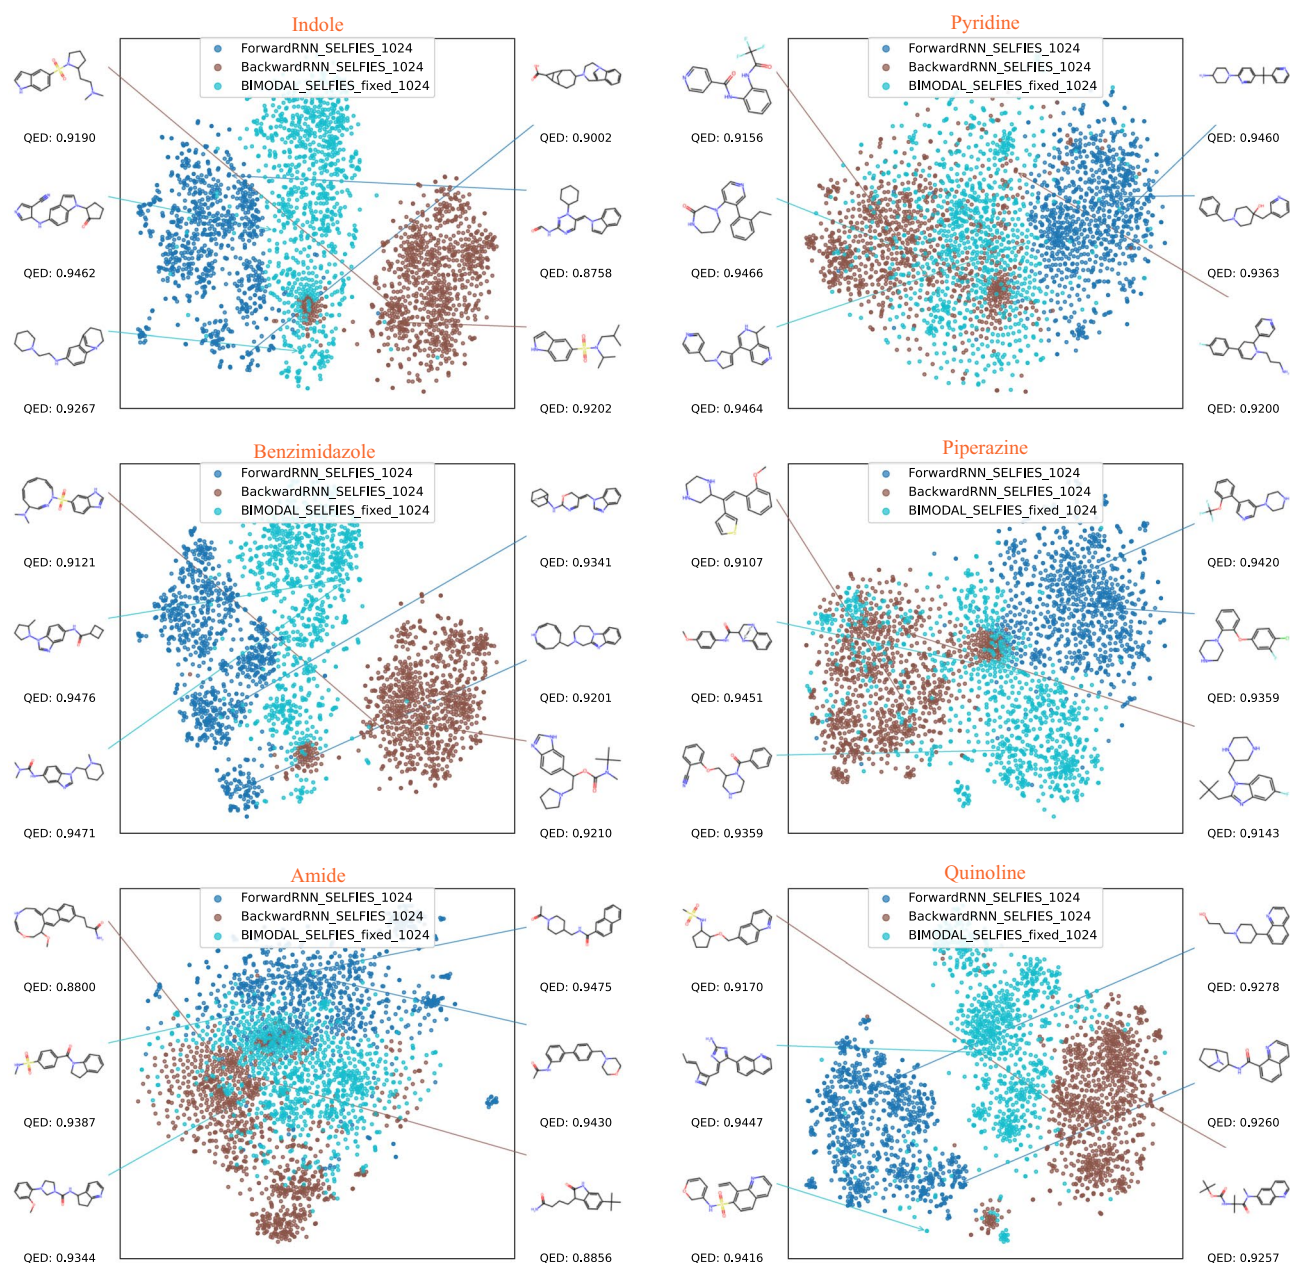 Indole
ForwardRNN_SELFIES_1024
BackwardRNN_SELFIES_1024
BIMODAL_SELFIES_fixed_1024
QED: 0.9190
QED: 0.9002
QED: 0.9462
QED: 0.8758
QED: 0.9267
QED: 0.9202
Pyridine
ForwardRNN_SELFIES_1024
BackwardRNN_SELFIES_1024
BIMODAL_SELFIES_fixed_1024
QED: 0.9156
QED: 0.9460
QED: 0.9466
QED: 0.9363
QED: 0.9464
QED: 0.9200
Benzimidazole
ForwardRNN_SELFIES_1024
BackwardRNN_SELFIES_1024
BIMODAL_SELFIES_fixed_1024
QED: 0.9121
QED: 0.9341
QED: 0.9476
QED: 0.9201
QED: 0.9471
QED: 0.9210
Piperazine
ForwardRNN_SELFIES_1024
BackwardRNN_SELFIES_1024
BIMODAL_SELFIES_fixed_1024
QED: 0.9107
QED: 0.9420
QED: 0.9451
QED: 0.9359
QED: 0.9359
QED: 0.9143
Amide
ForwardRNN_SELFIES_1024
BackwardRNN_SELFIES_1024
BIMODAL_SELFIES_fixed_1024
QED: 0.8800
QED: 0.9475
QED: 0.9387
QED: 0.9430
QED: 0.9344
QED: 0.8856
Quinoline
ForwardRNN_SELFIES_1024
BackwardRNN_SELFIES_1024
BIMODAL_SELFIES_fixed_1024
QED: 0.9170
QED: 0.9278
QED: 0.9447
QED: 0.9260
QED: 0.9416
QED: 0.9257